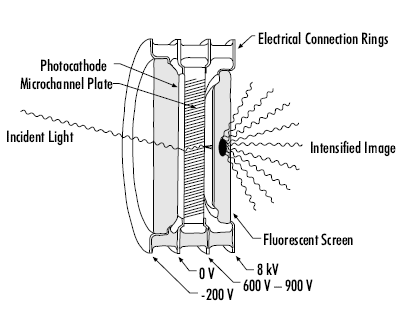 Electrical Connection Rings
Photocathode
Microchannel Plate
Incident Light
Intensified Image
Fluorescent Screen
8 kV
0 V
600 V – 900 V
-200 V